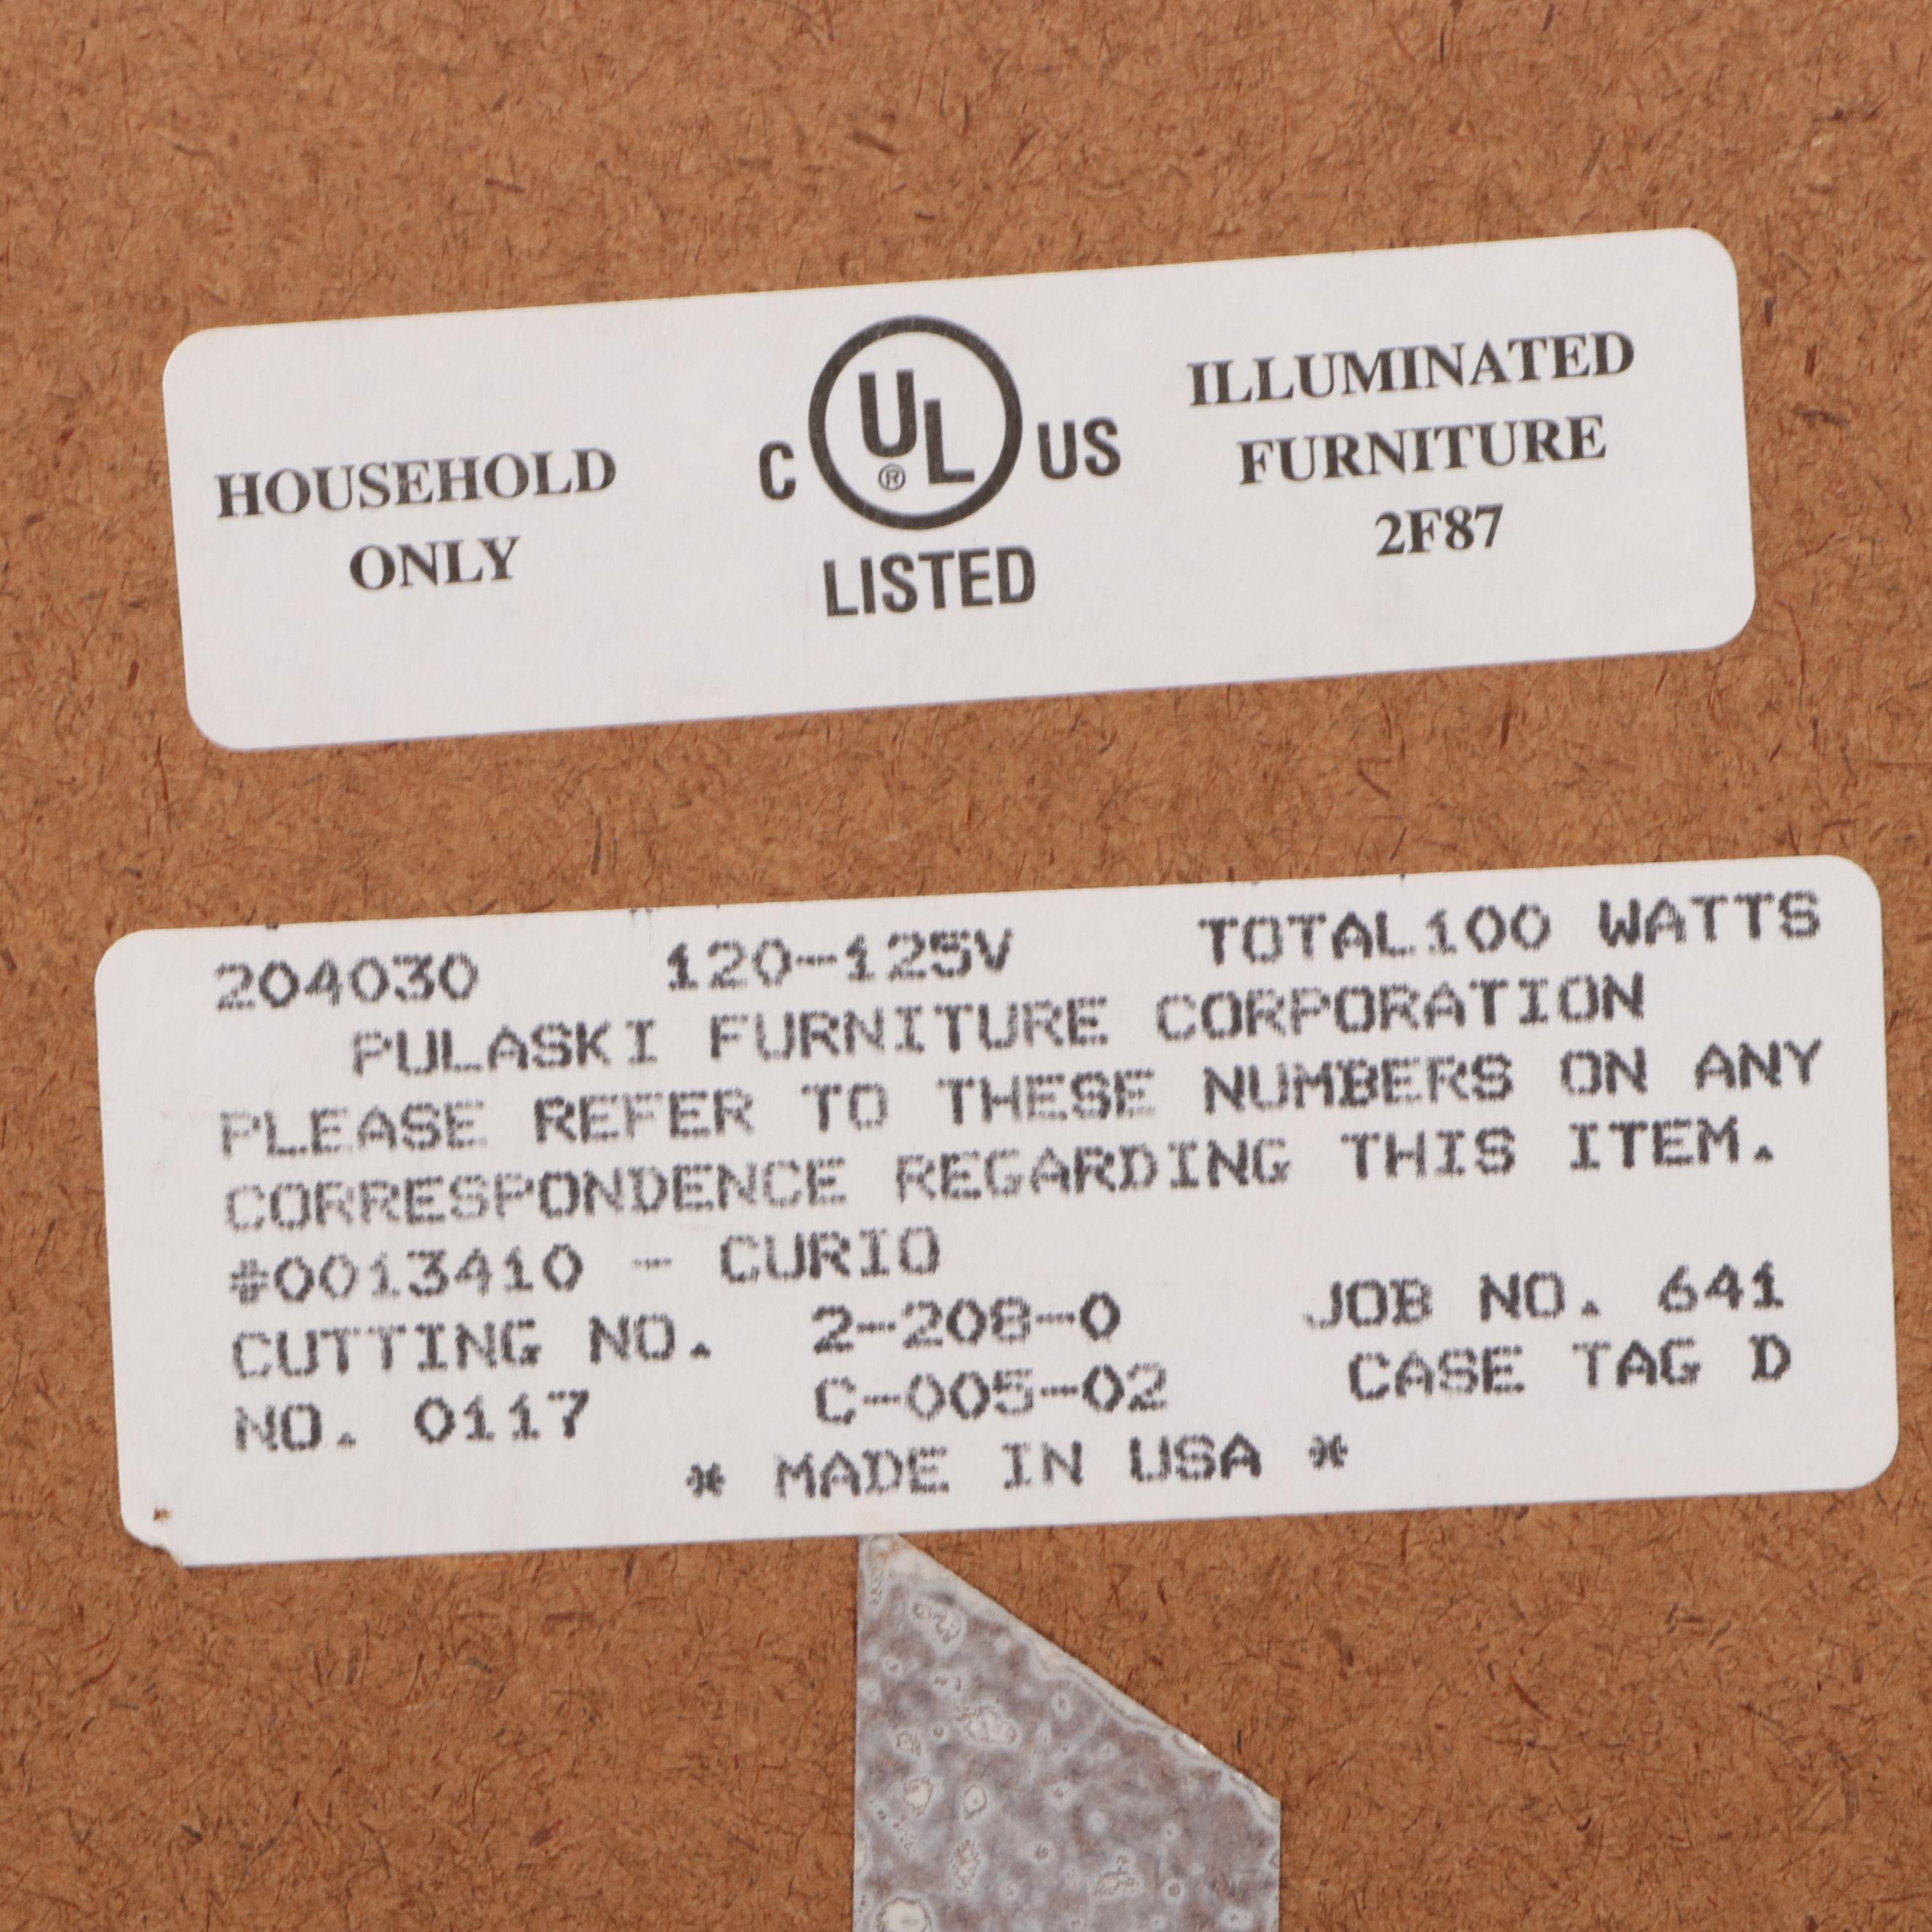 HOUSEHOLD
ONLY
C UL® US
LISTED
ILLUMINATED
FURNITURE
2F87
204030 120-125V TOTAL100 WATTS
PULASKI FURNITURE CORPORATION
PLEASE REFER TO THESE NUMBERS ON ANY
CORRESPONDENCE REGARDING THIS ITEM.
#0013410 - CURIO
CUTTING NO. 2-208-0 JOB NO. 641
NO. 0117 C-005-02 CASE TAG D
* MADE IN USA *